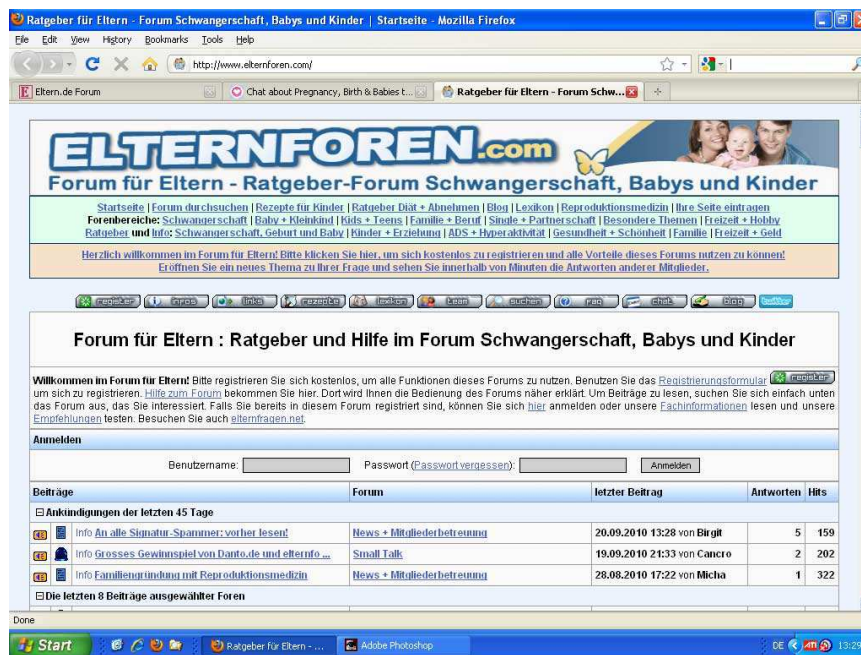 Ratgeber für Eltern - Forum Schwangerschaft, Babys und Kinder | Startseite - Mozilla Firefox
File Edit View History Bookmarks Tools Help
http://www.elternforen.com/
Eltern.de Forum Chat about Pregnancy, Birth & Babies t... Ratgeber für Eltern - Forum Schw...
ELTERNFOREN.com
Forum für Eltern - Ratgeber-Forum Schwangerschaft, Babys und Kinder
Startseite | Forum durchsuchen | Rezepte für Kinder | Ratgeber Diät + Abnehmen | Blog | Lexikon | Reproduktionsmedizin | Ihre Seite eintragen
Forenbereiche: Schwangerschaft | Baby + Kleinkind | Kids + Teens | Familie + Beruf | Single + Partnerschaft | Besondere Themen | Freizeit + Hobby
Ratgeber und Info: Schwangerschaft, Geburt und Baby | Kinder + Erziehung | ADS + Hyperaktivität | Gesundheit + Schönheit | Familie | Freizeit + Geld
Herzlich willkommen im Forum für Eltern! Bitte klicken Sie hier, um sich kostenlos zu registrieren und alle Vorteile dieses Forums nutzen zu können!
Eröffnen Sie ein neues Thema zu Ihrer Frage und sehen Sie innerhalb von Minuten die Antworten anderer Mitglieder.
register infos links rezepte lexikon team suchen FAQ chat blog twitter
Forum für Eltern : Ratgeber und Hilfe im Forum Schwangerschaft, Babys und Kinder
Willkommen im Forum für Eltern! Bitte registrieren Sie sich kostenlos, um alle Funktionen dieses Forums zu nutzen. Benutzen Sie das Registrierungsformular register
um sich zu registrieren. Hilfe zum Forum bekommen Sie hier. Dort wird Ihnen die Bedienung des Forums näher erklärt. Um Beiträge zu lesen, suchen Sie sich einfach unten
das Forum aus, das Sie interessiert. Falls Sie bereits in diesem Forum registriert sind, können Sie sich hier anmelden oder unsere Fachinformationen lesen und unsere
Empfehlungen testen. Besuchen Sie auch elternfragen.net.
Anmelden
Benutzername: Passwort (Passwort vergessen): Anmelden
Beiträge Forum letzter Beitrag Antworten Hits
Ankündigungen der letzten 45 Tage
Info An alle Signatur-Spammer: vorher lesen! News + Mitgliederbetreuung 20.09.2010 13:28 von Birgit 5 159
Info Grosses Gewinnspiel von Danto.de und elternfo ... Small Talk 19.09.2010 21:33 von Cancro 2 202
Info Familiengründung mit Reproduktionsmedizin News + Mitgliederbetreuung 28.08.2010 17:22 von Micha 1 322
Die letzten 8 Beiträge ausgewählter Foren
Done
Start Ratgeber für Eltern - ... Adobe Photoshop DE ATI 13:29